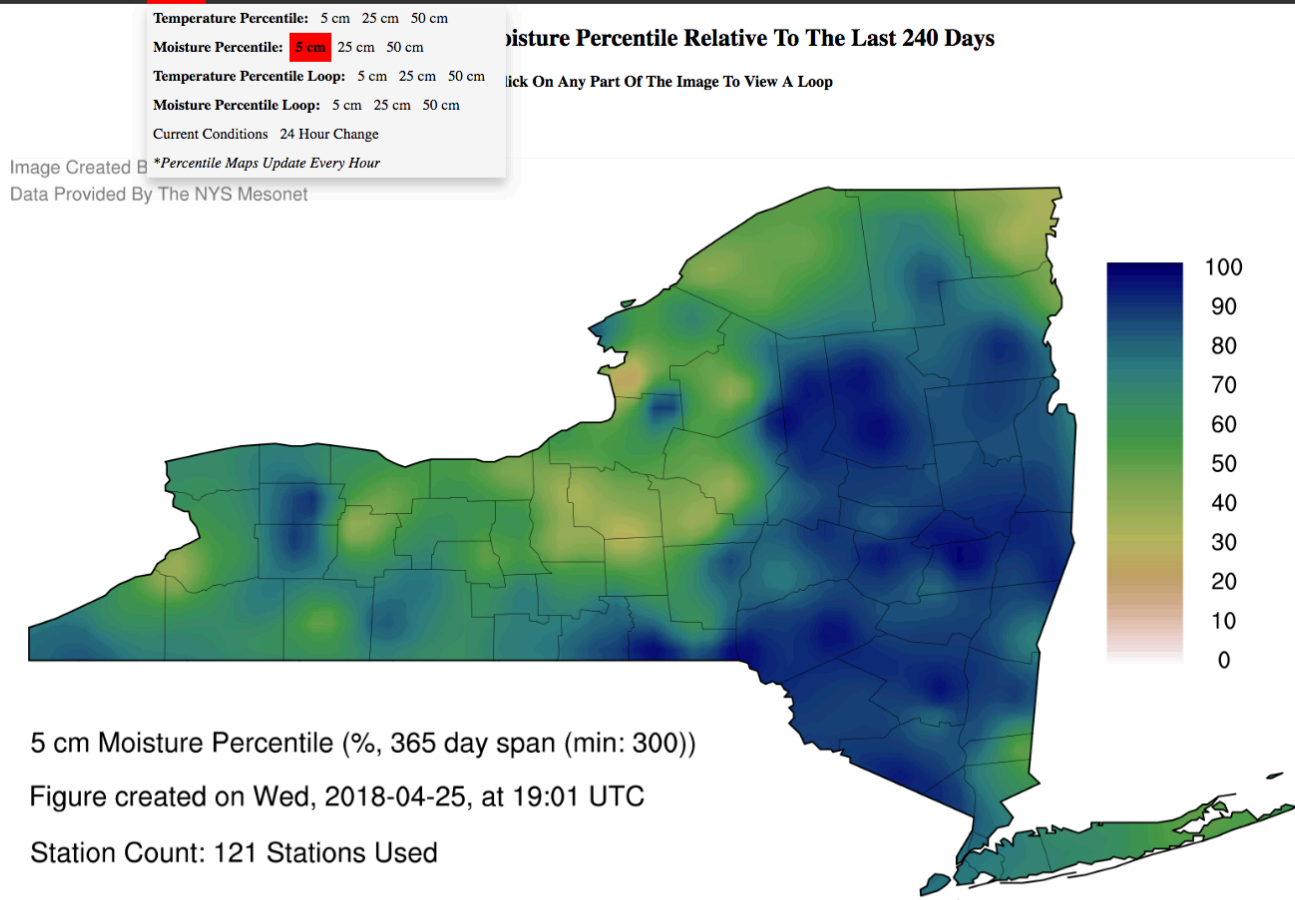 Temperature Percentile: 5 cm 25 cm 50 cm
Moisture Percentile: 5 cm 25 cm 50 cm
Temperature Percentile Loop: 5 cm 25 cm 50 cm
Moisture Percentile Loop: 5 cm 25 cm 50 cm
Current Conditions 24 Hour Change
*Percentile Maps Update Every Hour
oisture Percentile Relative To The Last 240 Days
lick On Any Part Of The Image To View A Loop
Image Created B
Data Provided By The NYS Mesonet
100
90
80
70
60
50
40
30
20
10
0
5 cm Moisture Percentile (%, 365 day span (min: 300))
Figure created on Wed, 2018-04-25, at 19:01 UTC
Station Count: 121 Stations Used